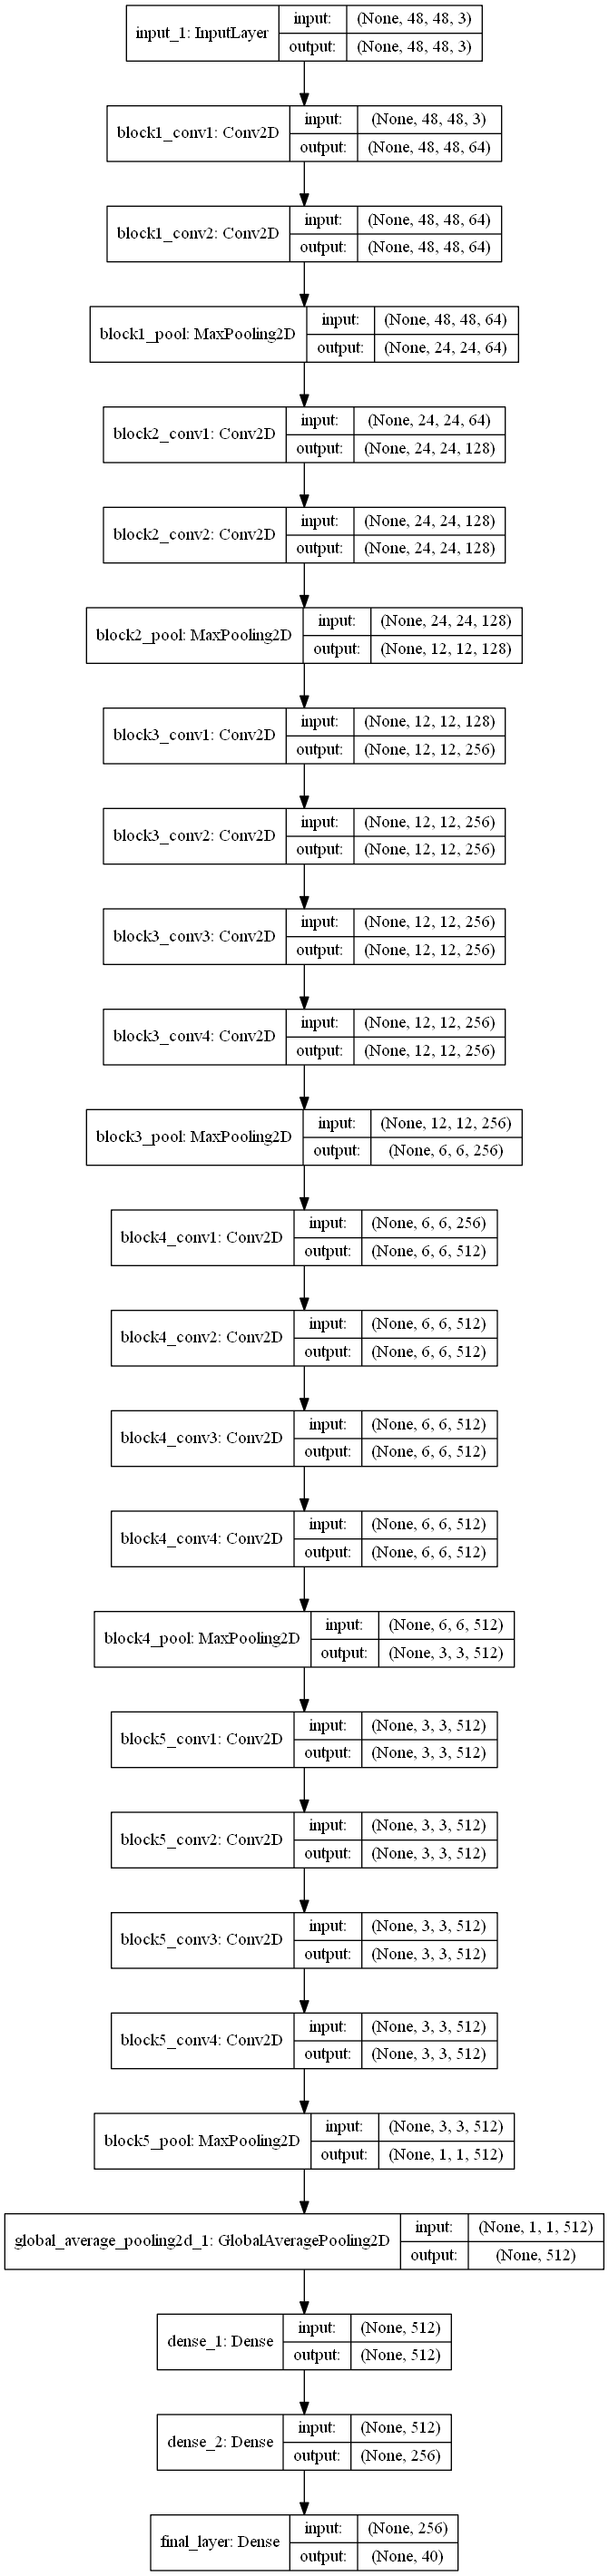 input_1: InputLayer
input: (None, 48, 48, 3)
output: (None, 48, 48, 3)
block1_conv1: Conv2D
input: (None, 48, 48, 3)
output: (None, 48, 48, 64)
block1_conv2: Conv2D
input: (None, 48, 48, 64)
output: (None, 48, 48, 64)
block1_pool: MaxPooling2D
input: (None, 48, 48, 64)
output: (None, 24, 24, 64)
block2_conv1: Conv2D
input: (None, 24, 24, 64)
output: (None, 24, 24, 128)
block2_conv2: Conv2D
input: (None, 24, 24, 128)
output: (None, 24, 24, 128)
block2_pool: MaxPooling2D
input: (None, 24, 24, 128)
output: (None, 12, 12, 128)
block3_conv1: Conv2D
input: (None, 12, 12, 128)
output: (None, 12, 12, 256)
block3_conv2: Conv2D
input: (None, 12, 12, 256)
output: (None, 12, 12, 256)
block3_conv3: Conv2D
input: (None, 12, 12, 256)
output: (None, 12, 12, 256)
block3_conv4: Conv2D
input: (None, 12, 12, 256)
output: (None, 12, 12, 256)
block3_pool: MaxPooling2D
input: (None, 12, 12, 256)
output: (None, 6, 6, 256)
block4_conv1: Conv2D
input: (None, 6, 6, 256)
output: (None, 6, 6, 512)
block4_conv2: Conv2D
input: (None, 6, 6, 512)
output: (None, 6, 6, 512)
block4_conv3: Conv2D
input: (None, 6, 6, 512)
output: (None, 6, 6, 512)
block4_conv4: Conv2D
input: (None, 6, 6, 512)
output: (None, 6, 6, 512)
block4_pool: MaxPooling2D
input: (None, 6, 6, 512)
output: (None, 3, 3, 512)
block5_conv1: Conv2D
input: (None, 3, 3, 512)
output: (None, 3, 3, 512)
block5_conv2: Conv2D
input: (None, 3, 3, 512)
output: (None, 3, 3, 512)
block5_conv3: Conv2D
input: (None, 3, 3, 512)
output: (None, 3, 3, 512)
block5_conv4: Conv2D
input: (None, 3, 3, 512)
output: (None, 3, 3, 512)
block5_pool: MaxPooling2D
input: (None, 3, 3, 512)
output: (None, 1, 1, 512)
global_average_pooling2d_1: GlobalAveragePooling2D
input: (None, 1, 1, 512)
output: (None, 512)
dense_1: Dense
input: (None, 512)
output: (None, 512)
dense_2: Dense
input: (None, 512)
output: (None, 256)
final_layer: Dense
input: (None, 256)
output: (None, 40)